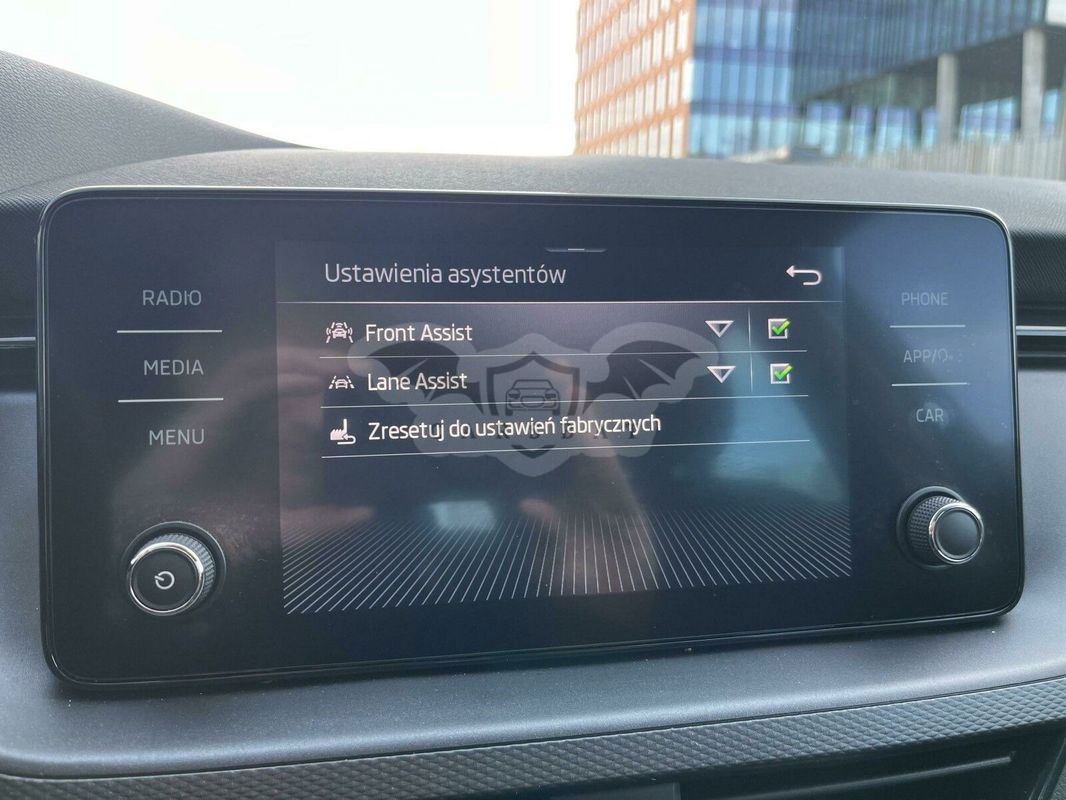 RADIO
MEDIA
MENU
Ustawienia asystentów
Front Assist
Lane Assist
Zresetuj do ustawień fabrycznych
PHONE
CAR